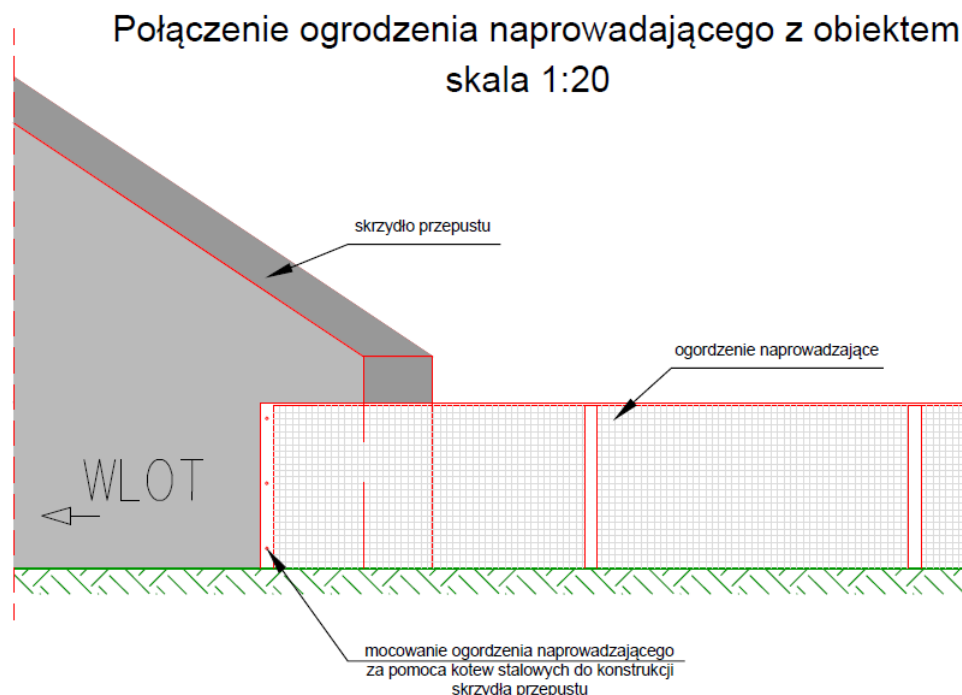 Połączenie ogrodzenia naprowadającego z obiektem
skala 1:20
skrzydło przepustu
ogordzenie naprowadzające
WLOT
mocowanie ogordzenia naprowadzającego
za pomoca kotew stalowych do konstrukcji
skrzydła przepustu